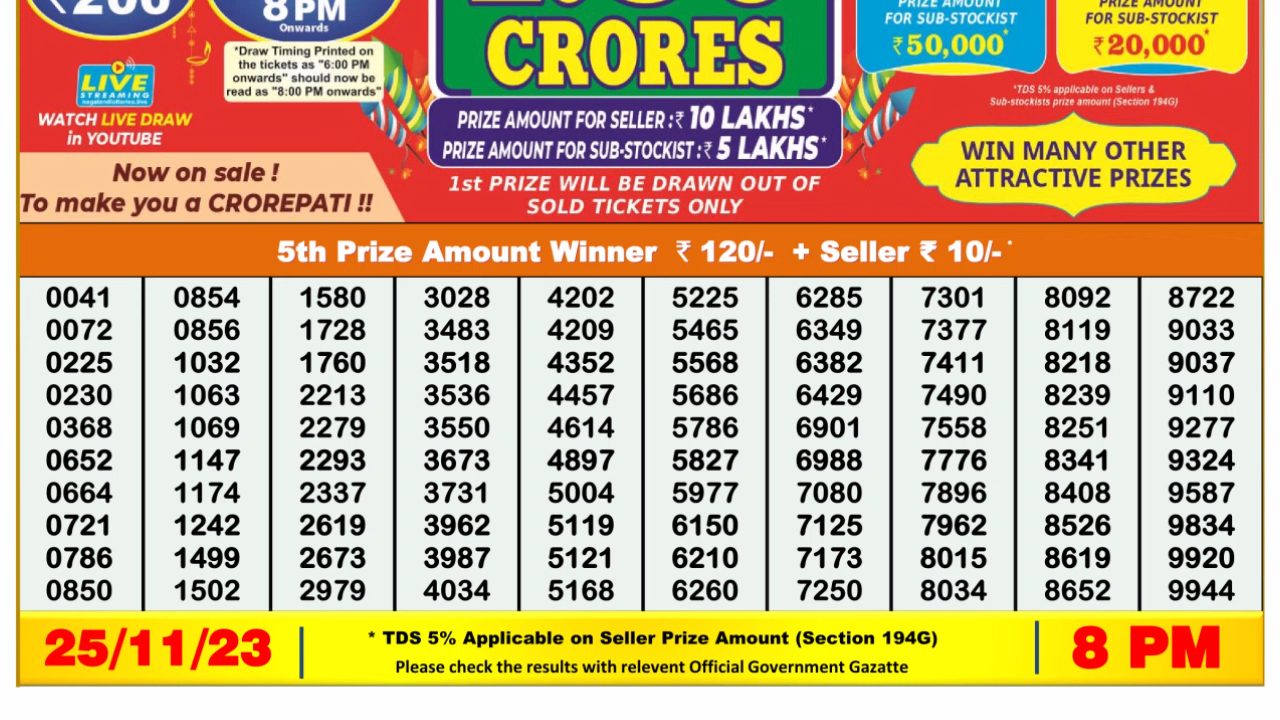 ₹200
8 PM
Onwards
*Draw Timing Printed on
the tickets as "6:00 PM
onwards" should now be
read as "8:00 PM onwards"
LIVE
STREAMING
nagalandlotteries.live
WATCH LIVE DRAW
in YOUTUBE
Now on sale !
To make you a CROREPATI !!
CRORES
PRIZE AMOUNT FOR SELLER :₹ 10 LAKHS*
PRIZE AMOUNT FOR SUB-STOCKIST :₹ 5 LAKHS*
1st PRIZE WILL BE DRAWN OUT OF
SOLD TICKETS ONLY
PRIZE AMOUNT
FOR SUB-STOCKIST
₹50,000*
PRIZE AMOUNT
FOR SUB-STOCKIST
₹20,000*
*TDS 5% applicable on Sellers &
Sub-stockists prize amount (Section 194G)
WIN MANY OTHER
ATTRACTIVE PRIZES
5th Prize Amount Winner ₹ 120/- + Seller ₹ 10/-*
0041 0854 1580 3028 4202 5225 6285 7301 8092 8722
0072 0856 1728 3483 4209 5465 6349 7377 8119 9033
0225 1032 1760 3518 4352 5568 6382 7411 8218 9037
0230 1063 2213 3536 4457 5686 6429 7490 8239 9110
0368 1069 2279 3550 4614 5786 6901 7558 8251 9277
0652 1147 2293 3673 4897 5827 6988 7776 8341 9324
0664 1174 2337 3731 5004 5977 7080 7896 8408 9587
0721 1242 2619 3962 5119 6150 7125 7962 8526 9834
0786 1499 2673 3987 5121 6210 7173 8015 8619 9920
0850 1502 2979 4034 5168 6260 7250 8034 8652 9944
25/11/23
* TDS 5% Applicable on Seller Prize Amount (Section 194G)
Please check the results with relevent Official Government Gazatte
8 PM